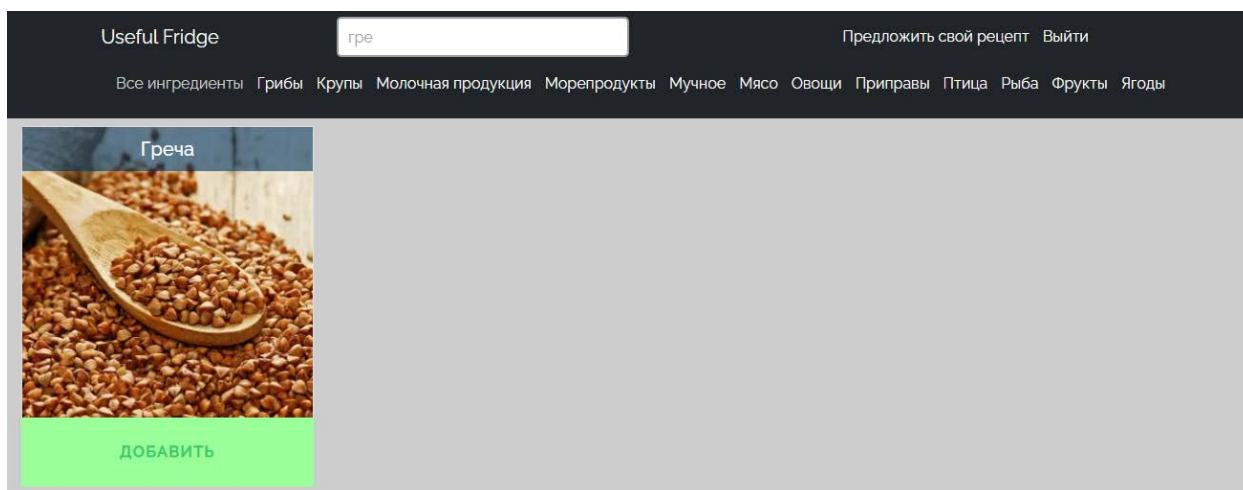 Useful Fridge гре Предложить свой рецепт Выйти
Все ингредиенты Грибы Крупы Молочная продукция Морепродукты Мучное Мясо Овощи Приправы Птица Рыба Фрукты Ягоды
Греча
ДОБАВИТЬ